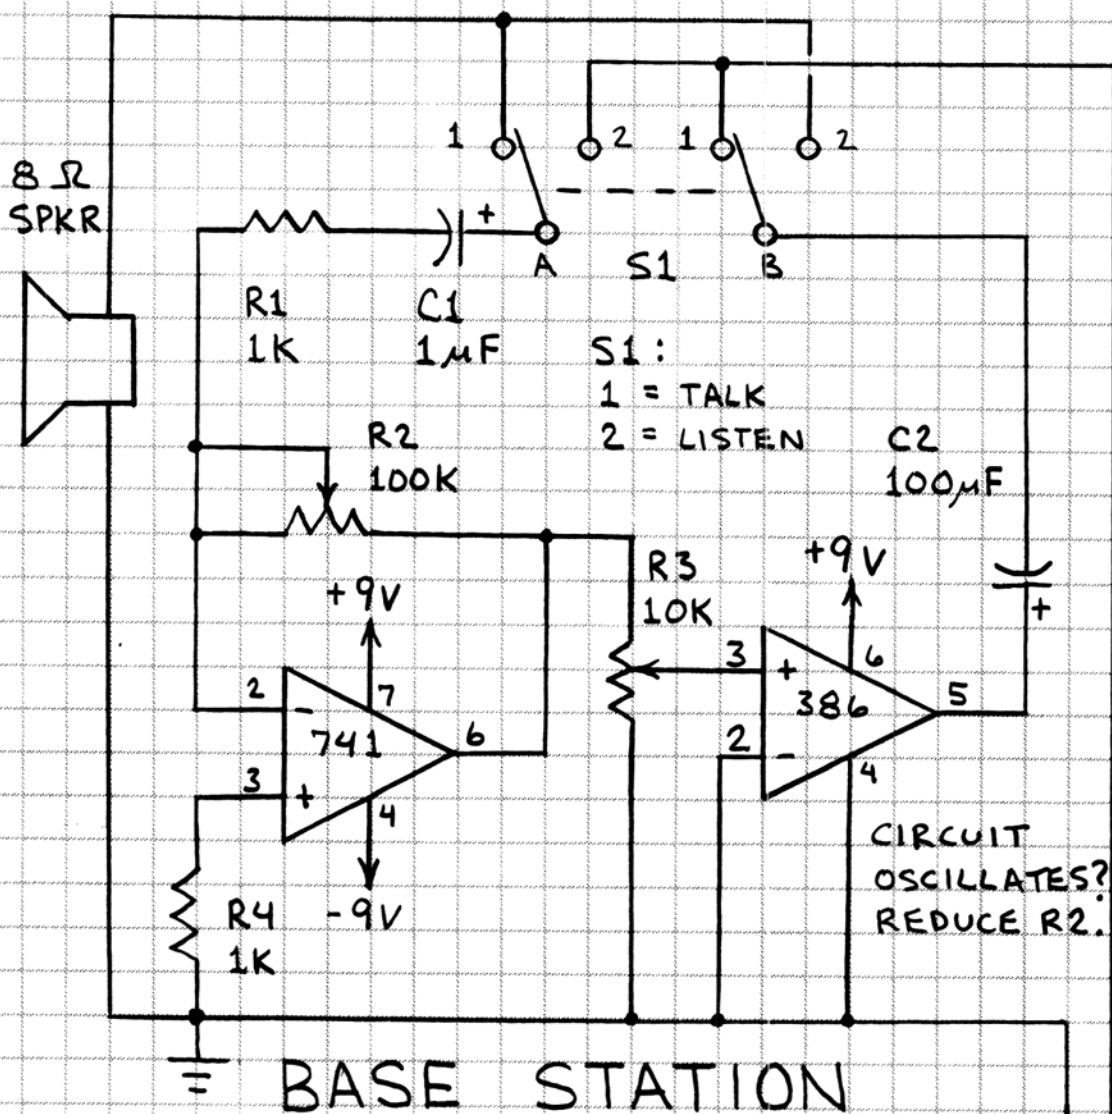 1
2
1
2
8 Ω
SPKR
+
A
S1
B
R1
1K
C1
1µF
S1:
1 = TALK
2 = LISTEN
R2
100K
C2
100µF
+9V
R3
10K
+9V
+
2
-
7
741
6
3
+
4
-9V
3
+
6
386
5
2
-
4
R4
1K
CIRCUIT
OSCILLATES?
REDUCE R2.
BASE STATION